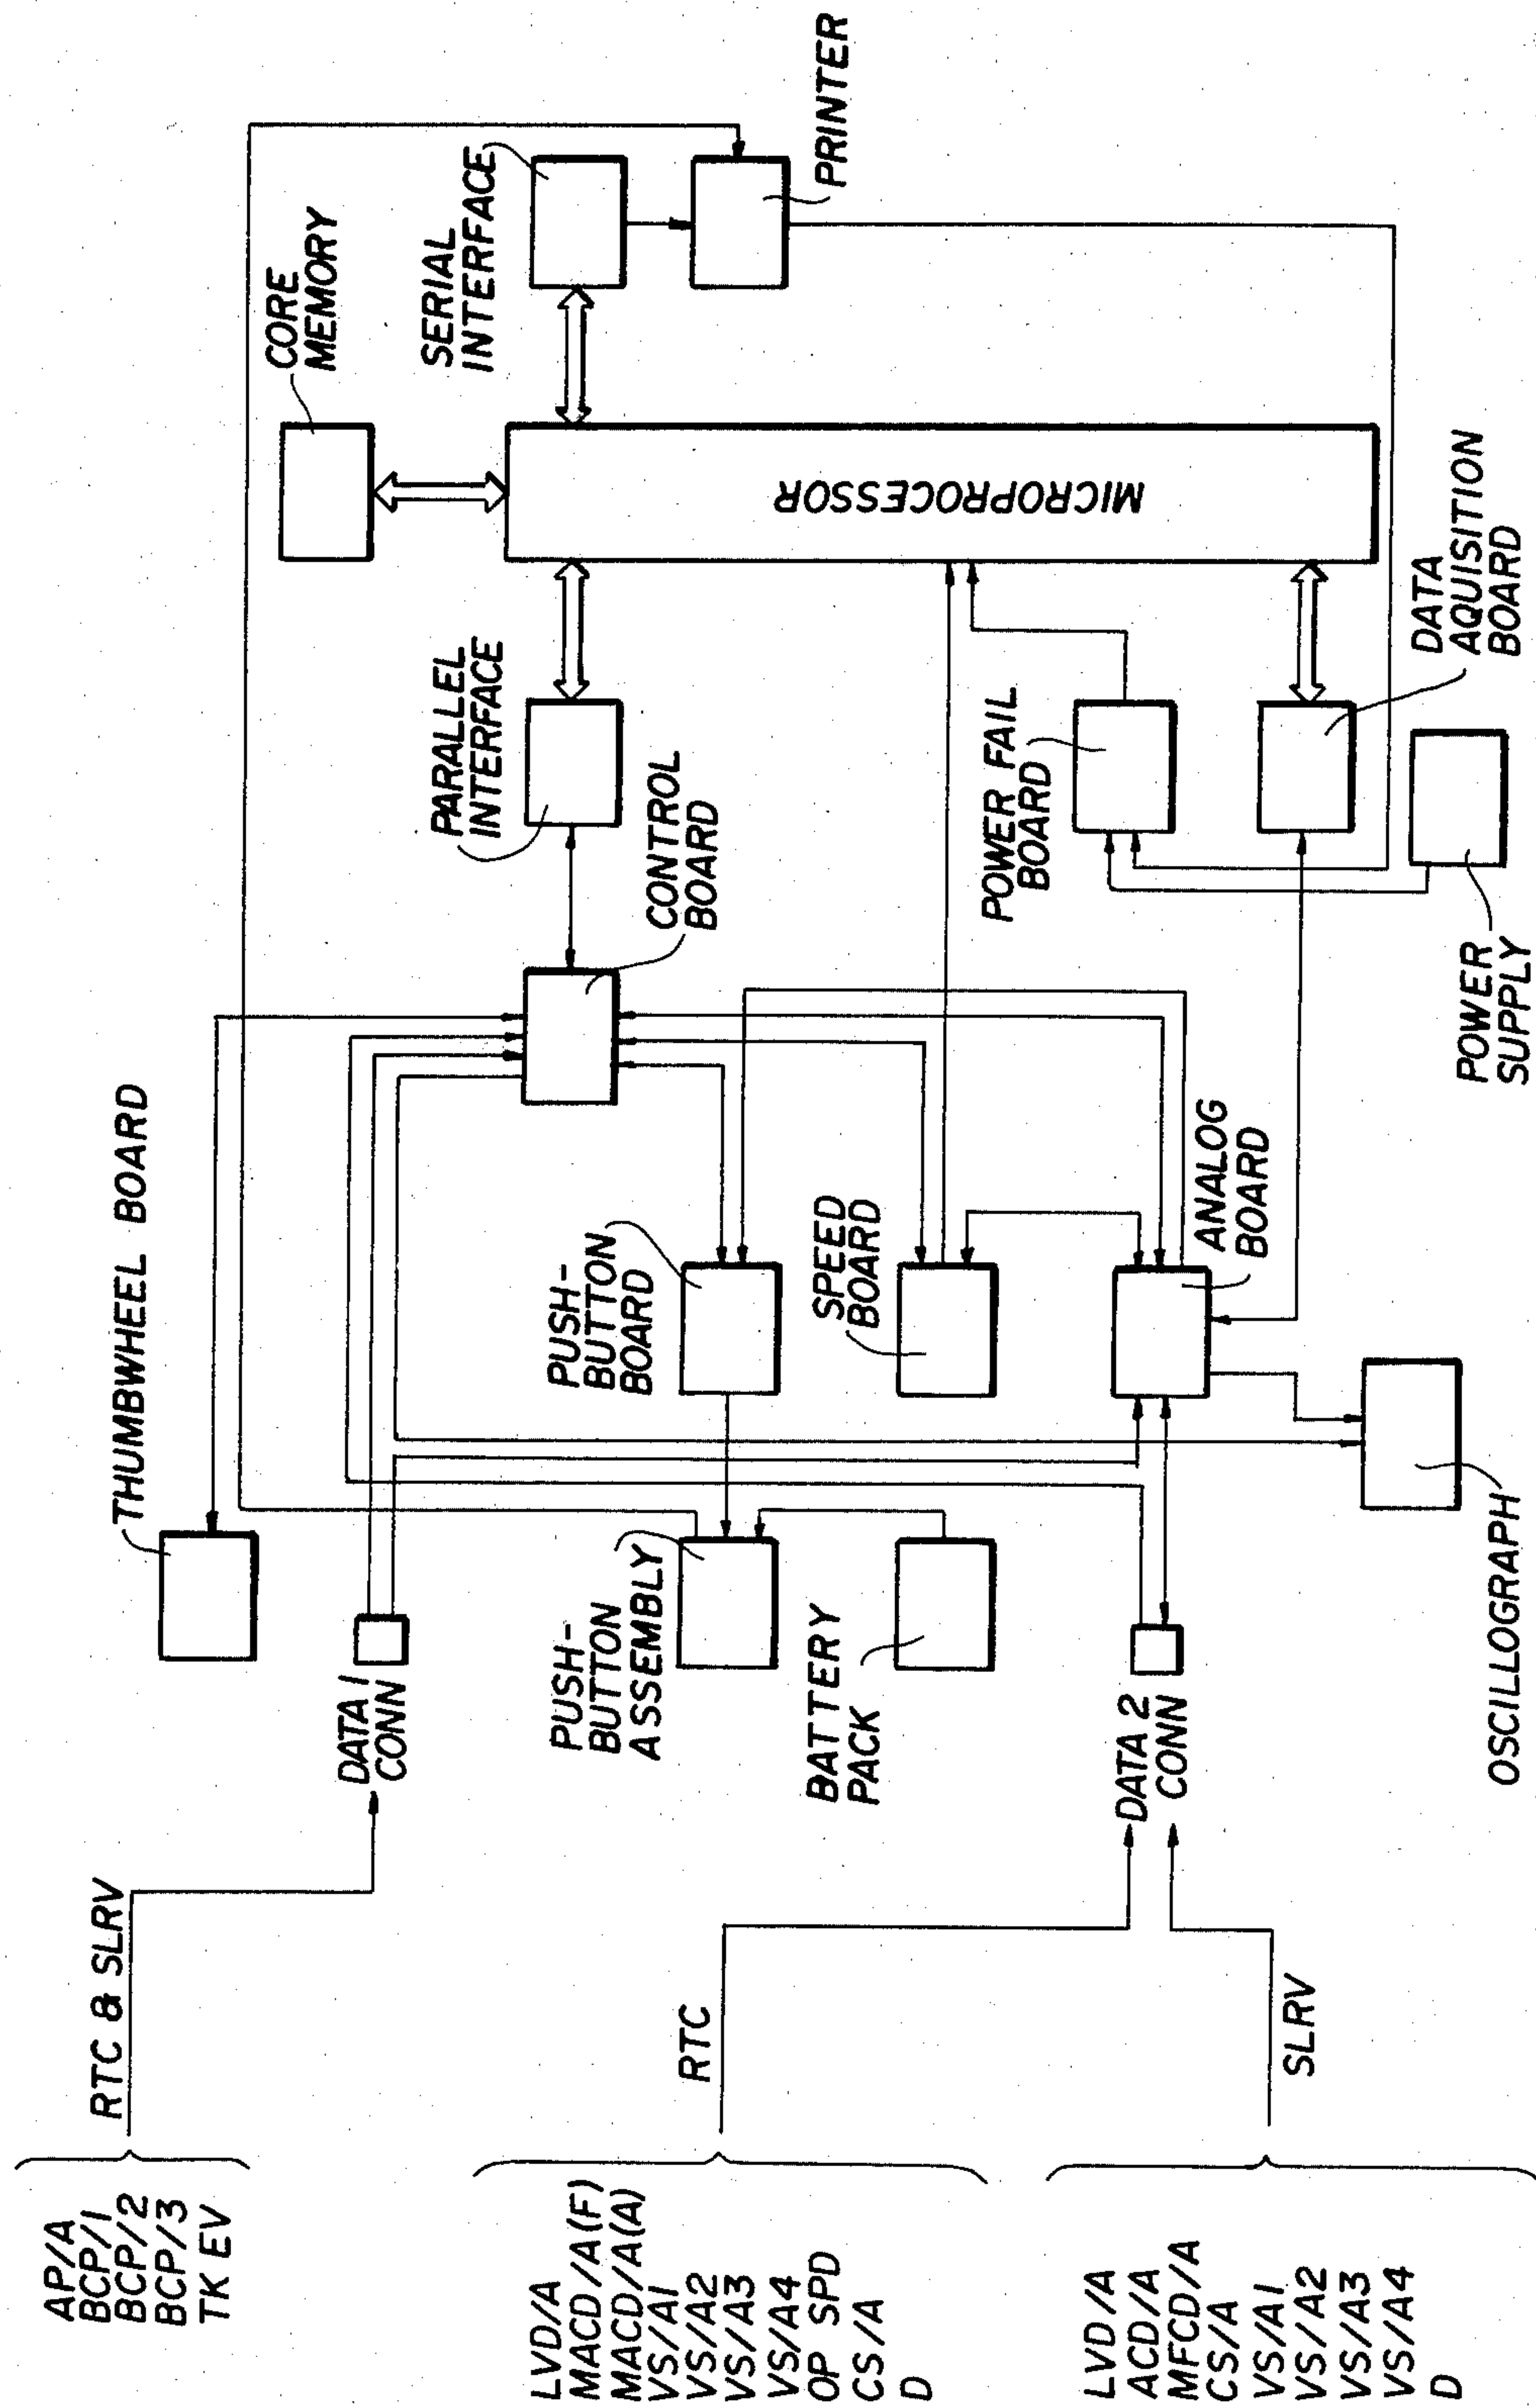 AP/A
BCP/1
BCP/2
BCP/3
TK EV
RTC & SLRV
DATA 1
CONN
THUMBWHEEL BOARD
LVD/A
MACD/A(F)
MACD/A(A)
VS/A1
VS/A2
VS/A3
VS/A4
OP SPD
CS/A
D
RTC
LVD/A
ACD/A
MFCD/A
CS/A
VS/A1
VS/A2
VS/A3
VS/A4
D
SLRV
DATA 2
CONN
PUSH-
BUTTON
ASSEMBLY
BATTERY
PACK
OSCILLOGRAPH
PUSH-
BUTTON
BOARD
SPEED
BOARD
ANALOG
BOARD
CONTROL
BOARD
PARALLEL
INTERFACE
POWER FAIL
BOARD
POWER
SUPPLY
DATA
AQUISITION
BOARD
MICROPROCESSOR
CORE
MEMORY
SERIAL
INTERFACE
PRINTER